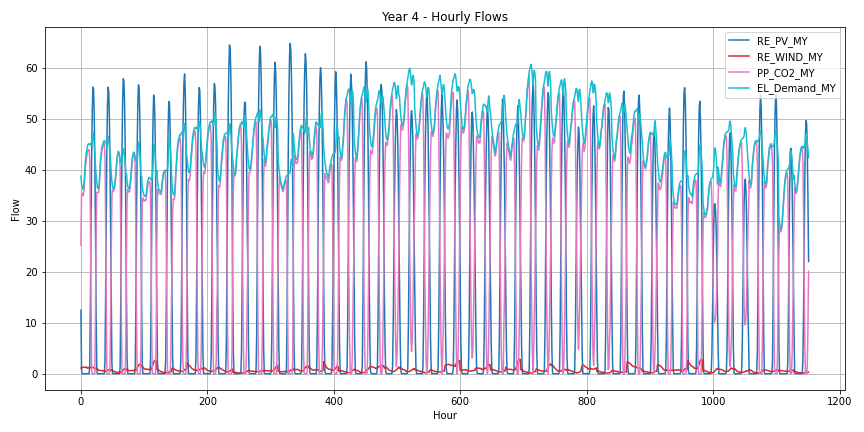 Year 4 - Hourly Flows
RE_PV_MY
RE_WIND_MY
PP_CO2_MY
EL_Demand_MY
Flow
60
50
40
30
20
10
0
0 200 400 600 800 1000 1200
Hour